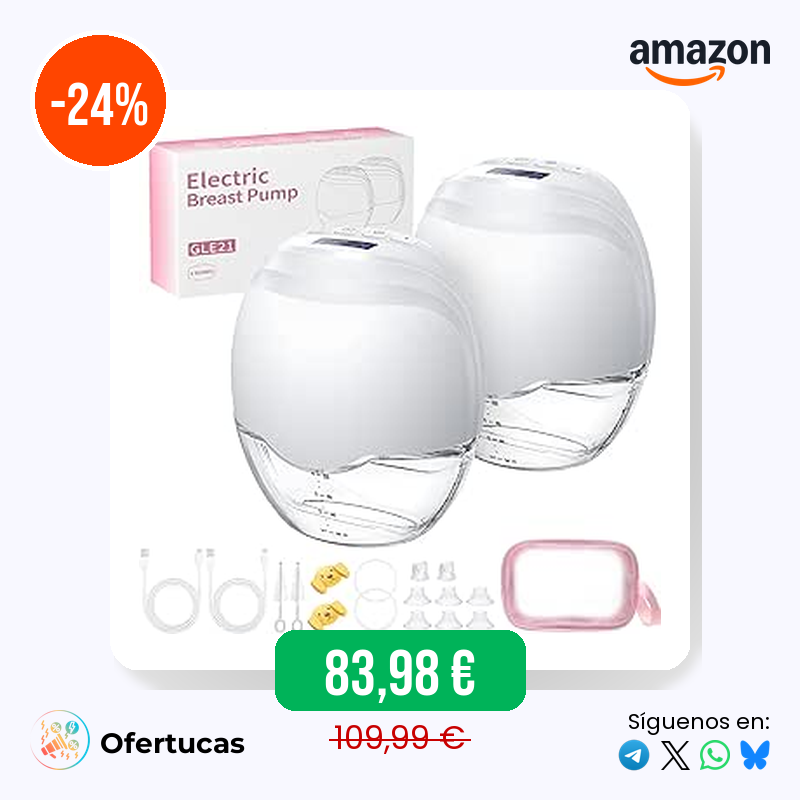 -24%
amazon
Electric
Breast Pump
GLE21
83,98 €
109,99 €
Ofertucas
Síguenos en: